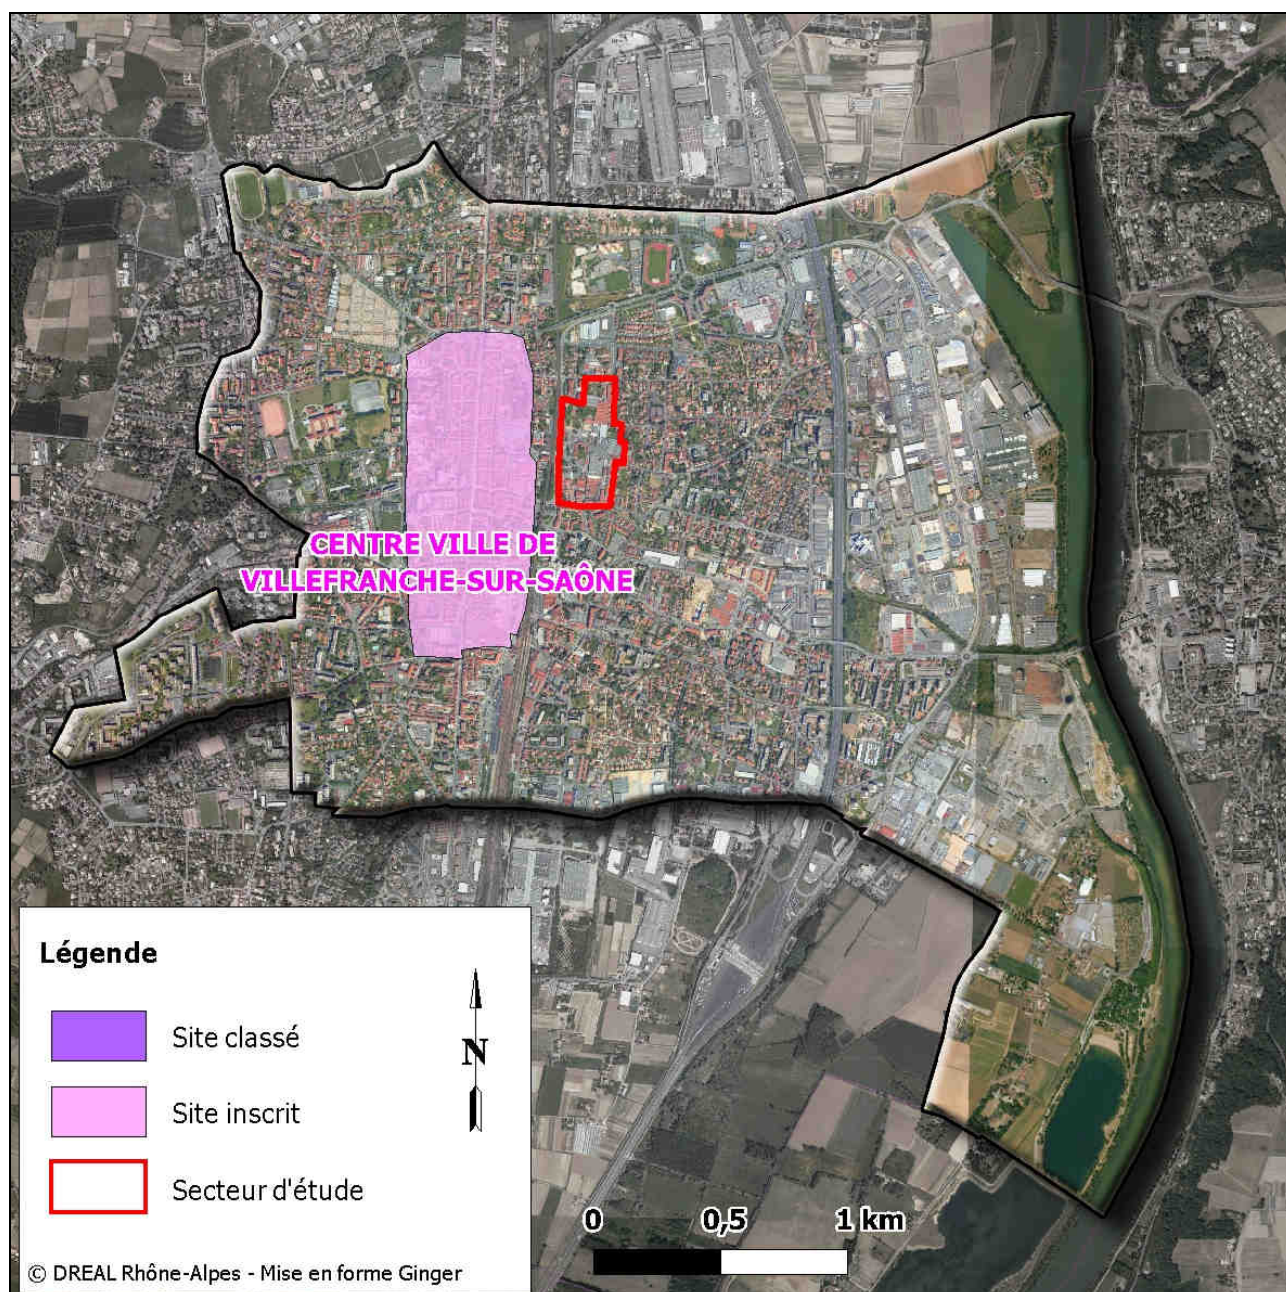 CENTRE VILLE DE
VILLEFRANCHE-SUR-SAÔNE
Légende
Site classé
N
Site inscrit
Secteur d'étude
0 0,5 1 km
© DREAL Rhône-Alpes - Mise en forme Ginger